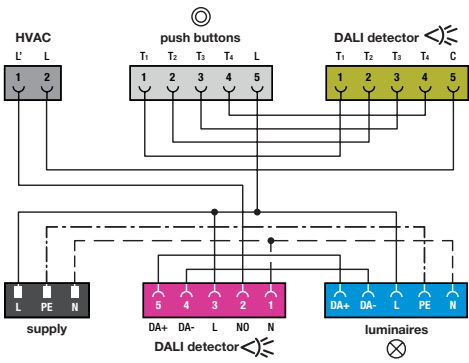 HVAC
push buttons
DALI detector
L' L
T1 T2 T3 T4 L
T1 T2 T3 T4 C
1 2
1 2 3 4 5
1 2 3 4 5
L PE N
5 4 3 2 1
DA+ DA- L PE N
supply
DA+ DA- L NO N
luminaires
DALI detector